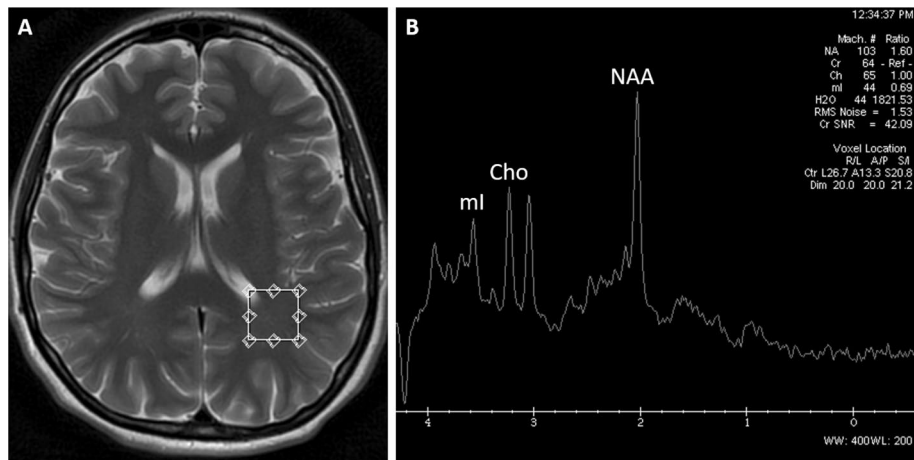 A
B
12:34:37 PM
Mach. # Ratio
NA 103 1.60
Cr 64 - Ref -
Ch 65 1.00
mI 44 0.69
H2O 44 1821.53
RMS Noise = 1.53
Cr SNR = 42.09
Voxel Location
R/L A/P S/I
Ctr L26.7 A13.3 S20.8
Dim 20.0 20.0 21.2
NAA
Cho
mI
4 3 2 1 0
WW: 400WL: 200